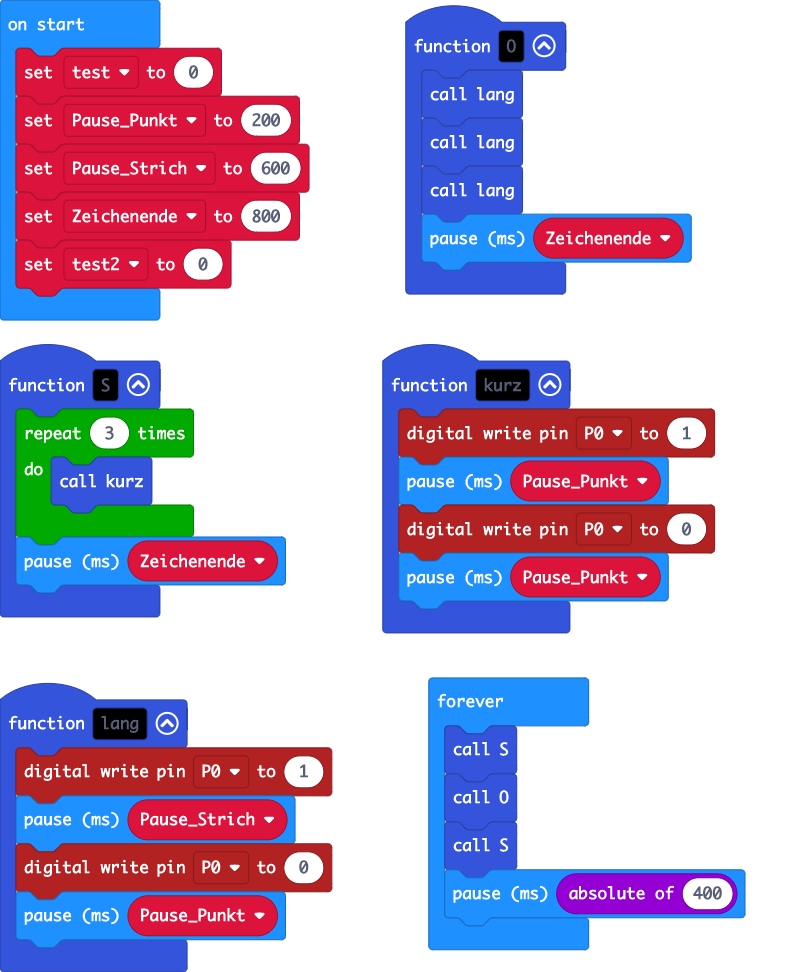 on start
set test to 0
set Pause_Punkt to 200
set Pause_Strich to 600
set Zeichenende to 800
set test2 to 0
function O
call lang
call lang
call lang
pause (ms) Zeichenende
function S
repeat 3 times
do
call kurz
pause (ms) Zeichenende
function kurz
digital write pin P0 to 1
pause (ms) Pause_Punkt
digital write pin P0 to 0
pause (ms) Pause_Punkt
function lang
digital write pin P0 to 1
pause (ms) Pause_Strich
digital write pin P0 to 0
pause (ms) Pause_Punkt
forever
call S
call O
call S
pause (ms) absolute of 400